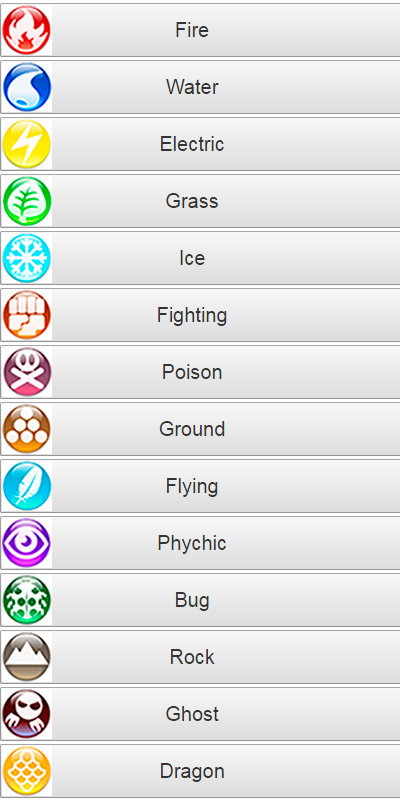 Fire
Water
Electric
Grass
Ice
Fighting
Poison
Ground
Flying
Phychic
Bug
Rock
Ghost
Dragon